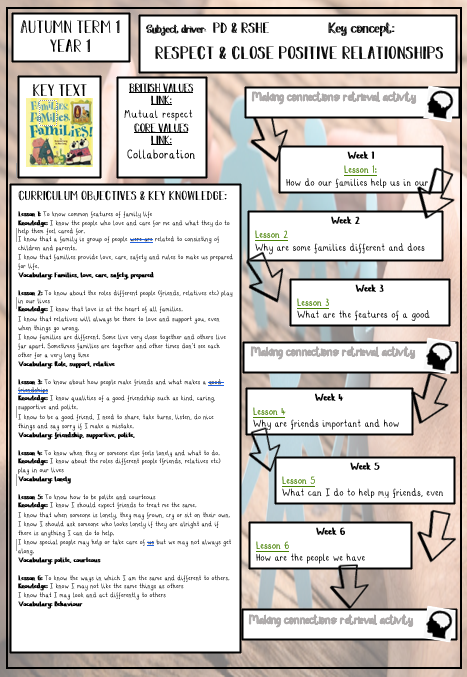 AUTUMN TERM 1
YEAR 1
Subject driver: PD & RSHE Key concept:
RESPECT & CLOSE POSITIVE RELATIONSHIPS
KEY TEXT
Families,
Families,
Families!
BRITISH VALUES
LINK:
Mutual respect
CORE VALUES
LINK:
Collaboration
Making connections: retrieval activity
Week 1
Lesson 1:
How do our families help us in our
Week 2
Lesson 2
Why are some families different and does
Week 3
Lesson 3
What are the features of a good
Making connections: retrieval activity
Week 4
Lesson 4
Why are friends important and how
Week 5
Lesson 5
What can I do to help my friends, even
Week 6
Lesson 6
How are the people we have
Making connections: retrieval activity
CURRICULUM OBJECTIVES & KEY KNOWLEDGE:
Lesson 1: To know common features of family life
Knowledge: I know the people who love and care for me and what they do to
help them feel cared for.
I know that a family is group of people were are related to consisting of
children and parents.
I know that families provide love, care, safety and rules to make us prepared
for life.
Vocabulary: Families, love, care, safety, prepared
Lesson 2: To know about the roles different people (friends, relatives etc) play
in our lives
Knowledge: I know that love is at the heart of all families.
I know that relatives will always be there to love and support you, even
when things go wrong.
I know families are different. Some live very close together and others live
far apart. Sometimes families are together and other times don't see each
other for a very long time
Vocabulary: Role, support, relative
Lesson 3: To know about how people make friends and what makes a good
friendships
Knowledge: I know qualities of a good friendship such as kind, caring,
supportive and polite.
I know to be a good friend, I need to share, take turns, listen, do nice
things and say sorry if I make a mistake.
Vocabulary: friendship, supportive, polite,
Lesson 4: To know when they or someone else feels lonely and what to do.
Knowledge: I know about the roles different people (friends, relatives etc)
play in our lives
Vocabulary: lonely
Lesson 5: To know how to be polite and courteous
Knowledge: I know I should expect friends to treat me the same.
I know that when someone is lonely, they may frown, cry or sit on their own.
I know I should ask someone who looks lonely if they are alright and if
there is anything I can do to help.
I know special people may help or take care of us but we may not always get
along.
Vocabulary: polite, courteous
Lesson 6: To know the ways in which I am the same and different to others.
Knowledge: I know I may not like the same things as others
I know that I may look and act differently to others
Vocabulary: Behaviour